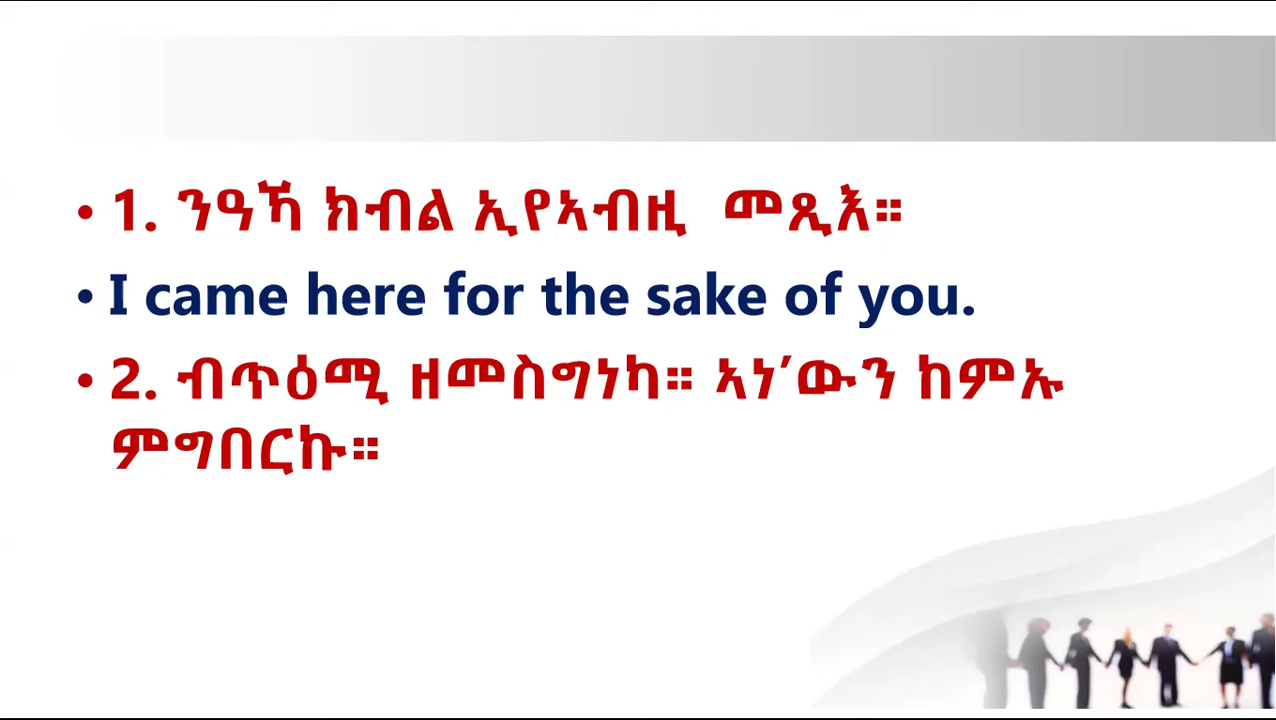 • 1. ንዓኻ ክብል ኢየኣብዚ  መጺእ።
• I came here for the sake of you.
• 2. ብጥዕሚ ዘመስግነካ። ኣነ’ውን ከምኡ
ምግበርኩ።